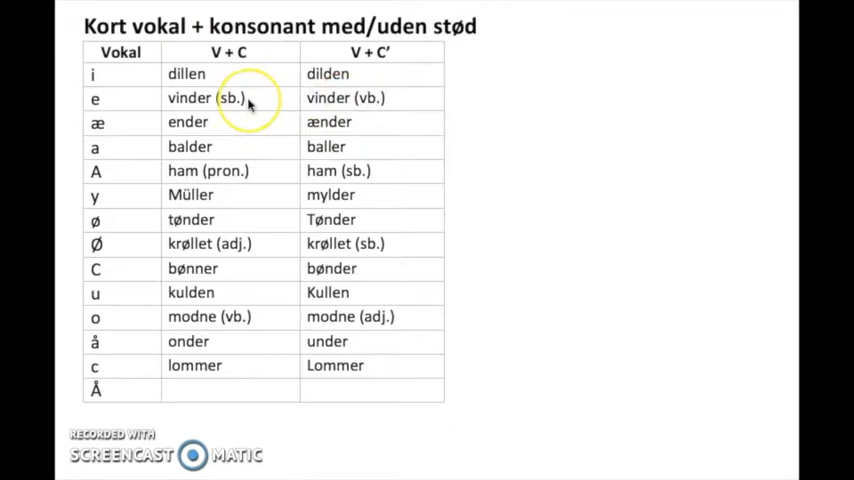 Kort vokal + konsonant med/uden stød
Vokal V + C V + C’
i dillen dilden
e vinder (sb.) vinder (vb.)
æ ender ænder
a balder baller
A ham (pron.) ham (sb.)
y Müller mylder
ø tønder Tønder
Ø krøllet (adj.) krøllet (sb.)
C bønner bønder
u kulden Kullen
o modne (vb.) modne (adj.)
å onder under
c lommer Lommer
Å
RECORDED WITH
SCREENCAST MATIC